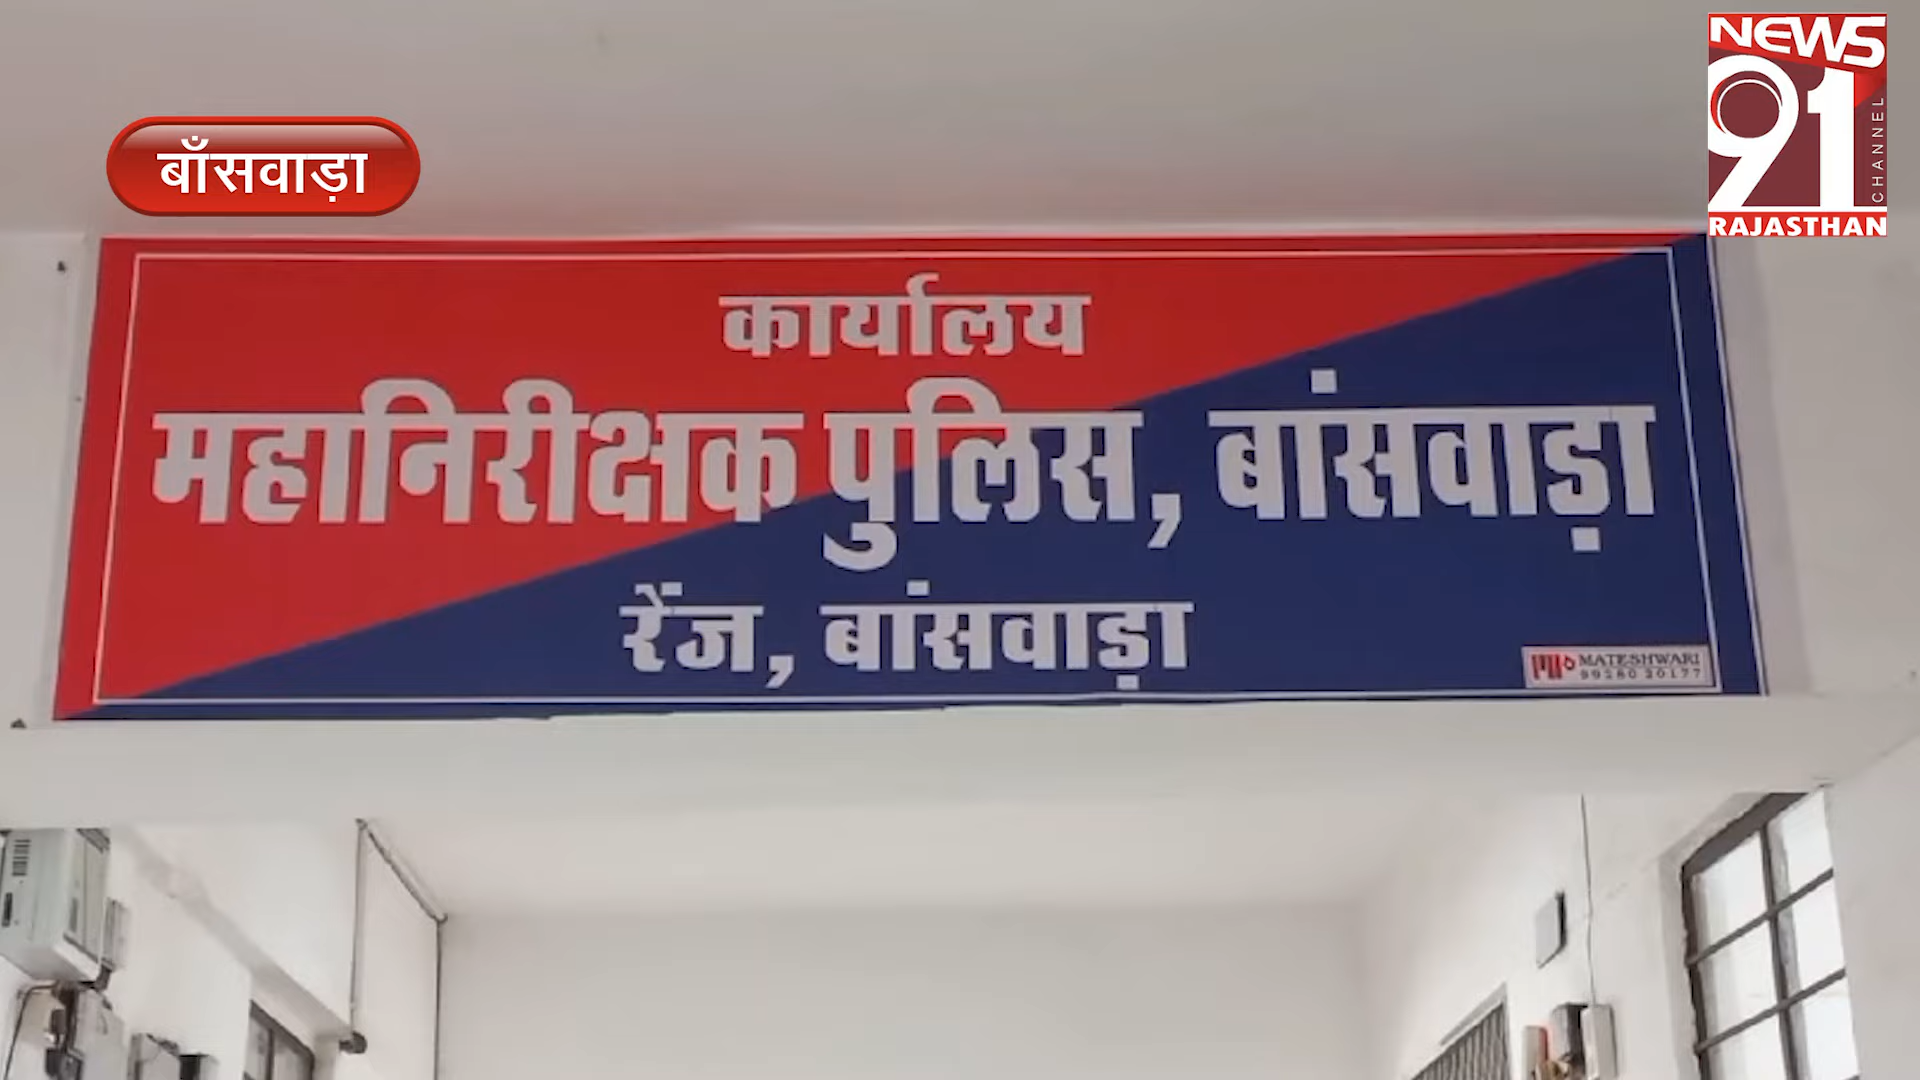 NEWS
91
CHANNEL
RAJASTHAN
बाँसवाड़ा
कार्यालय
महानिरीक्षक पुलिस, बांसवाड़ा
रेंज, बांसवाड़ा
MATESHWARI
99280 20177